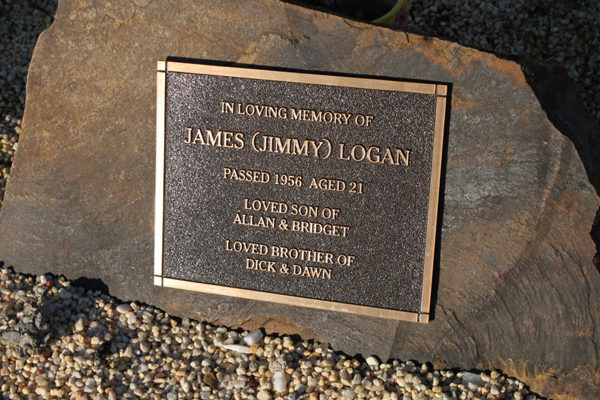 IN LOVING MEMORY OF
JAMES (JIMMY) LOGAN
PASSED 1956 AGED 21
LOVED SON OF
ALLAN & BRIDGET
LOVED BROTHER OF
DICK & DAWN